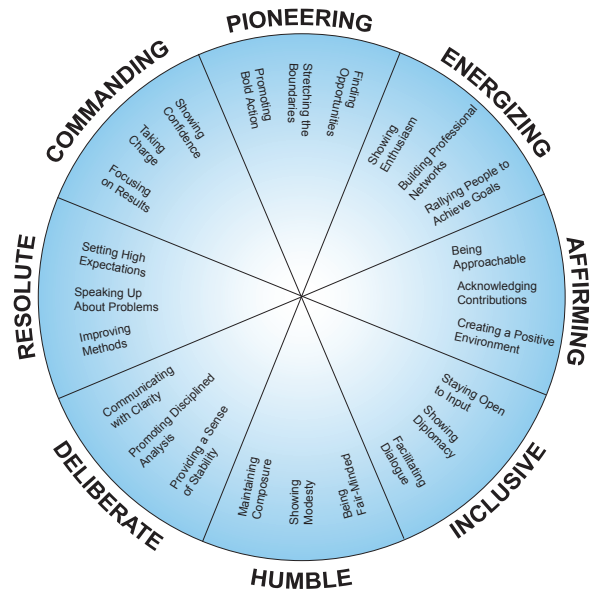 PIONEERING
Promoting
Bold Action
Stretching the
Boundaries
Finding
Opportunities
ENERGIZING
Showing
Enthusiasm
Building Professional
Networks
Rallying People to
Achieve Goals
AFFIRMING
Being
Approachable
Acknowledging
Contributions
Creating a Positive
Environment
INCLUSIVE
Staying Open
to Input
Showing
Diplomacy
Facilitating
Dialogue
HUMBLE
Being
Fair-Minded
Showing
Modesty
Maintaining
Composure
DELIBERATE
Providing a Sense
of Stability
Promoting Disciplined
Analysis
Communicating
with Clarity
RESOLUTE
Improving
Methods
Speaking Up
About Problems
Setting High
Expectations
COMMANDING
Focusing
on Results
Taking
Charge
Showing
Confidence